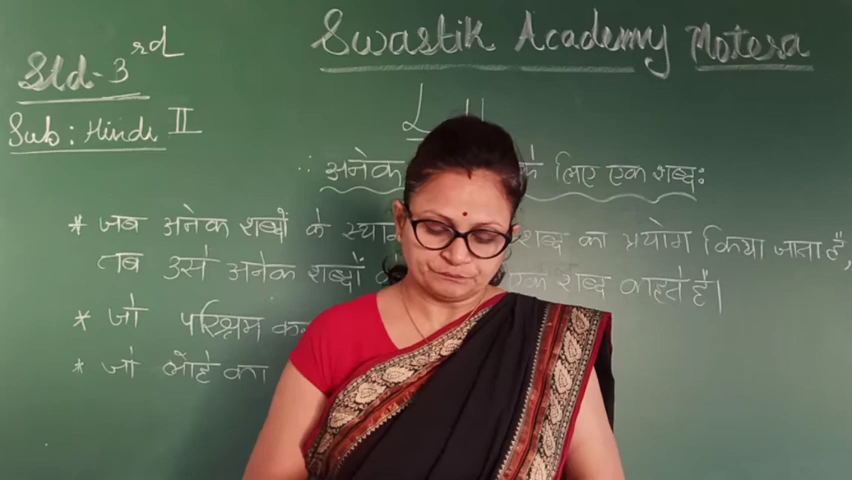 Swastik Academy Motera
Std-3rd
Sub: Hindi II
L
∴ अनेक के लिए एक शब्द:
* जब अनेक शब्दों के शब्द का प्रयोग किया जाता है,
तब उसे अनेक शब्दों एक शब्द कहते है।
* जो परिश्रम
* जो लोहे का